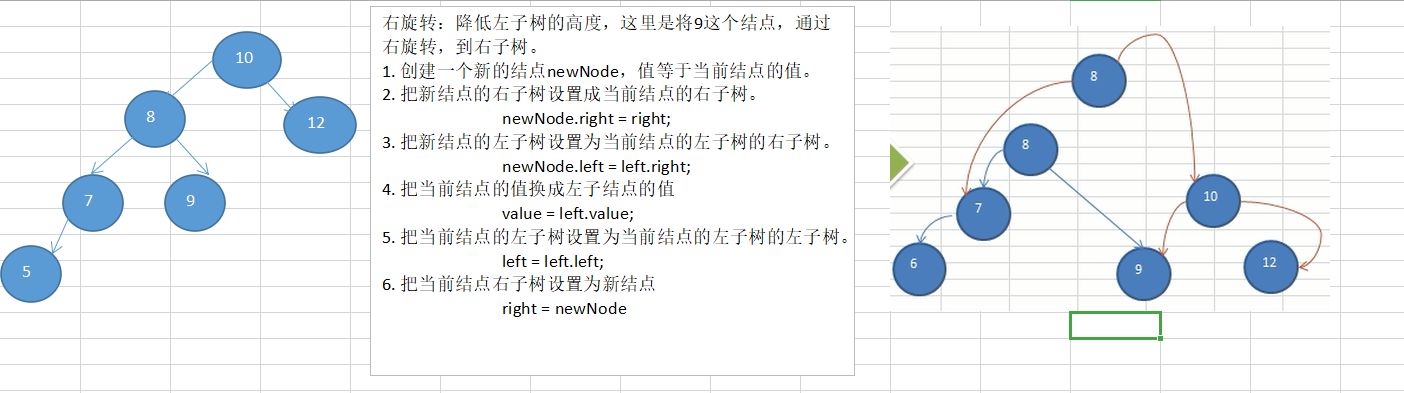 10
8
12
7
9
5
右旋转：降低左子树的高度，这里是将9这个结点，通过
右旋转，到右子树。
1. 创建一个新的结点newNode，值等于当前结点的值。
2. 把新结点的右子树设置成当前结点的右子树。
newNode.right = right;
3. 把新结点的左子树设置为当前结点的左子树的右子树。
newNode.left = left.right;
4. 把当前结点的值换成左子结点的值
value = left.value;
5. 把当前结点的左子树设置为当前结点的左子树的左子树。
left = left.left;
6. 把当前结点右子树设置为新结点
right = newNode
8
8
7
10
6
9
12